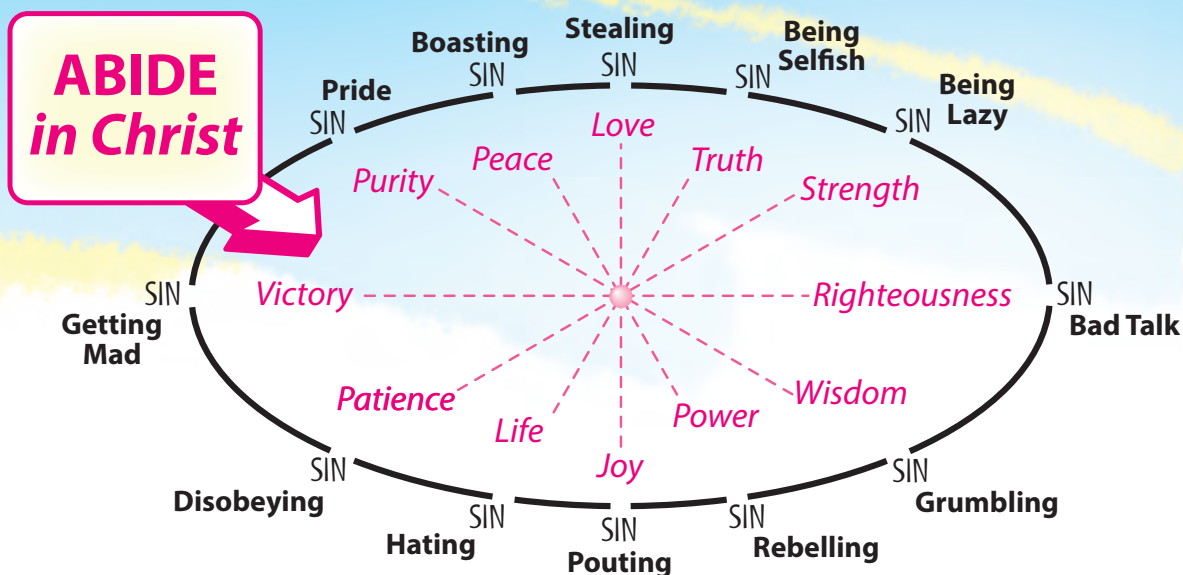 ABIDE
in Christ
Pride
SIN
Boasting
SIN
Stealing
SIN
Being
Selfish
SIN
Being
Lazy
SIN
Love
Peace
Truth
Purity
Strength
Victory
Righteousness
SIN
Getting
Mad
SIN
Bad Talk
Patience
Wisdom
Life
Power
Joy
SIN
Disobeying
SIN
Hating
SIN
Pouting
SIN
Rebelling
SIN
Grumbling